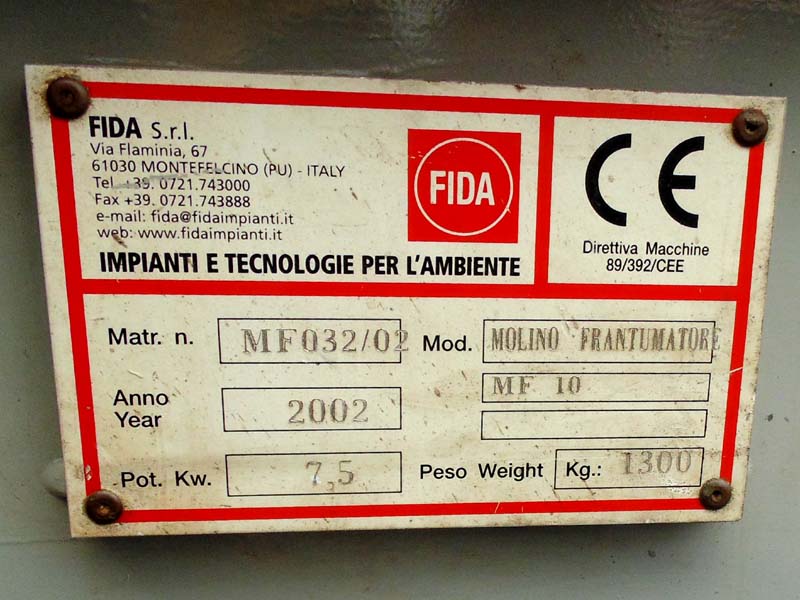 FIDA S.r.l.
Via Flaminia, 67
61030 MONTEFELCINO (PU) - ITALY
Tel +39. 0721.743000
Fax +39. 0721.743888
e-mail: fida@fidaimpianti.it
web: www.fidaimpianti.it
IMPIANTI E TECNOLOGIE PER L'AMBIENTE
FIDA
CE
Direttiva Macchine
89/392/CEE
Matr. n. MF032/02
Mod. MOLINO FRANTUMATORE
MF 10
Anno
Year 2002
Pot. Kw. 7,5
Peso Weight Kg.: 1300